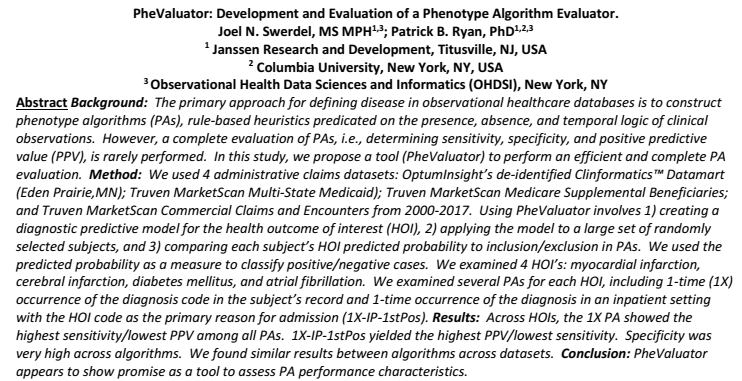 PheValuator: Development and Evaluation of a Phenotype Algorithm Evaluator.
Joel N. Swerdel, MS MPH1,3; Patrick B. Ryan, PhD1,2,3
1 Janssen Research and Development, Titusville, NJ, USA
2 Columbia University, New York, NY, USA
3 Observational Health Data Sciences and Informatics (OHDSI), New York, NY
Abstract Background: The primary approach for defining disease in observational healthcare databases is to construct
phenotype algorithms (PAs), rule-based heuristics predicated on the presence, absence, and temporal logic of clinical
observations. However, a complete evaluation of PAs, i.e., determining sensitivity, specificity, and positive predictive
value (PPV), is rarely performed. In this study, we propose a tool (PheValuator) to perform an efficient and complete PA
evaluation. Method: We used 4 administrative claims datasets: OptumInsight's de-identified Clinformatics™ Datamart
(Eden Prairie,MN); Truven MarketScan Multi-State Medicaid); Truven MarketScan Medicare Supplemental Beneficiaries;
and Truven MarketScan Commercial Claims and Encounters from 2000-2017. Using PheValuator involves 1) creating a
diagnostic predictive model for the health outcome of interest (HOI), 2) applying the model to a large set of randomly
selected subjects, and 3) comparing each subject's HOI predicted probability to inclusion/exclusion in PAs. We used the
predicted probability as a measure to classify positive/negative cases. We examined 4 HOI's: myocardial infarction,
cerebral infarction, diabetes mellitus, and atrial fibrillation. We examined several PAs for each HOI, including 1-time (1X)
occurrence of the diagnosis code in the subject's record and 1-time occurrence of the diagnosis in an inpatient setting
with the HOI code as the primary reason for admission (1X-IP-1stPos). Results: Across HOIs, the 1X PA showed the
highest sensitivity/lowest PPV among all PAs. 1X-IP-1stPos yielded the highest PPV/lowest sensitivity. Specificity was
very high across algorithms. We found similar results between algorithms across datasets. Conclusion: PheValuator
appears to show promise as a tool to assess PA performance characteristics.